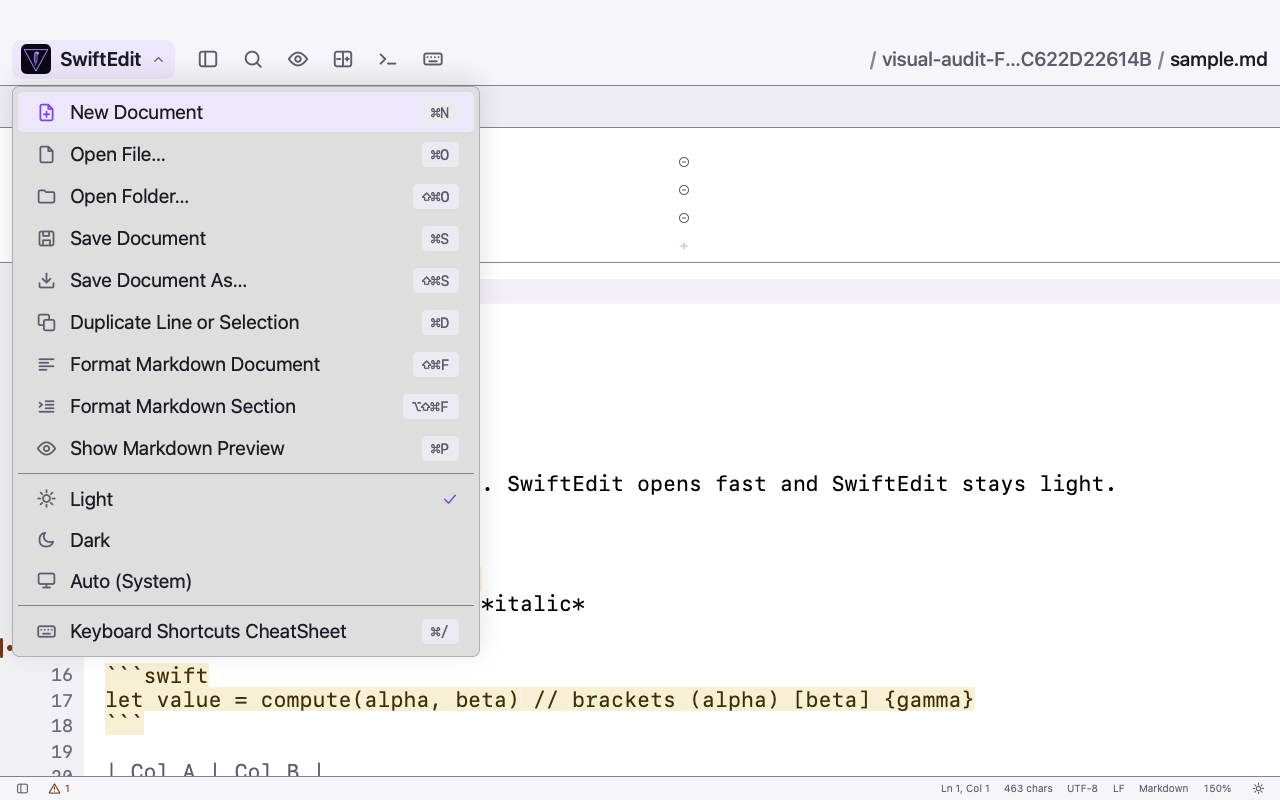 SwiftEdit
/ visual-audit-F...C622D22614B / sample.md
New Document ⌘N
Open File... ⌘O
Open Folder... ⇧⌘O
Save Document ⌘S
Save Document As... ⇧⌘S
Duplicate Line or Selection ⌘D
Format Markdown Document ⇧⌘F
Format Markdown Section ⌥⇧⌘F
Show Markdown Preview ⌘P
. SwiftEdit opens fast and SwiftEdit stays light.
Light
Dark
Auto (System)
*italic*
Keyboard Shortcuts CheatSheet ⌘/
16 ```swift
17 let value = compute(alpha, beta) // brackets (alpha) [beta] {gamma}
18 ```
19
20 | Col A | Col B |
1 Ln 1, Col 1 463 chars UTF-8 LF Markdown 150%